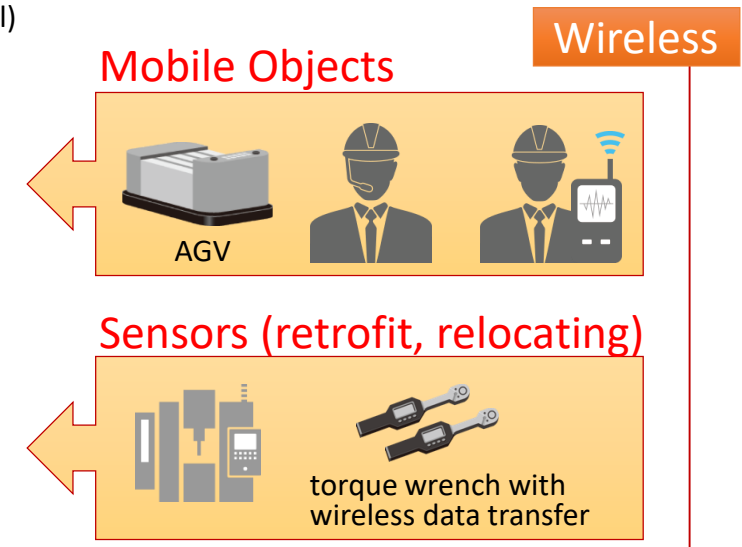 l)
Wireless
Mobile Objects
AGV
Sensors (retrofit, relocating)
torque wrench with
wireless data transfer